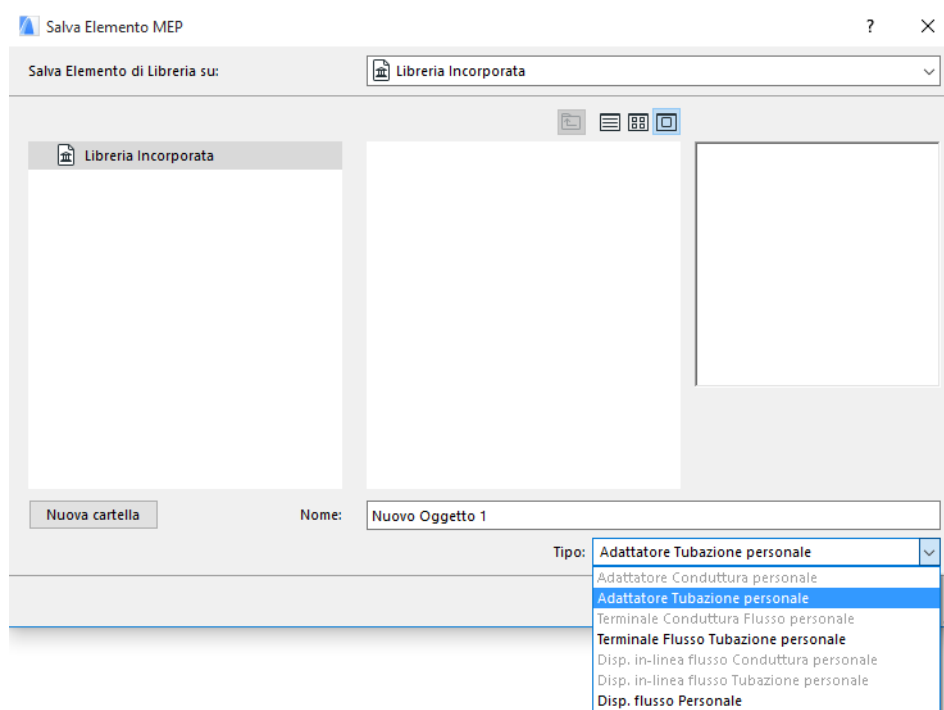 Salva Elemento MEP
?
Salva Elemento di Libreria su:
Libreria Incorporata
Libreria Incorporata
Nuova cartella
Nome:
Nuovo Oggetto 1
Tipo:
Adattatore Tubazione personale
Adattatore Conduttura personale
Adattatore Tubazione personale
Terminale Conduttura Flusso personale
Terminale Flusso Tubazione personale
Disp. in-linea flusso Conduttura personale
Disp. in-linea flusso Tubazione personale
Disp. flusso Personale